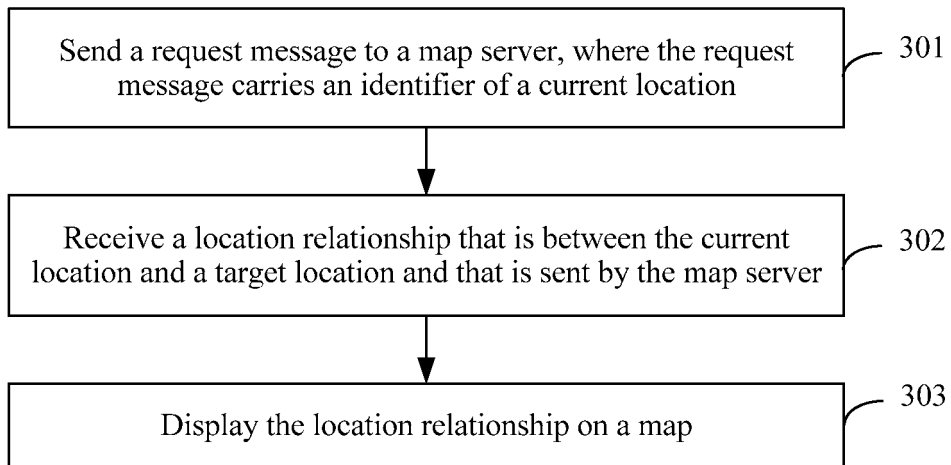 Send a request message to a map server, where the request
message carries an identifier of a current location
301
Receive a location relationship that is between the current
location and a target location and that is sent by the map server
302
Display the location relationship on a map
303